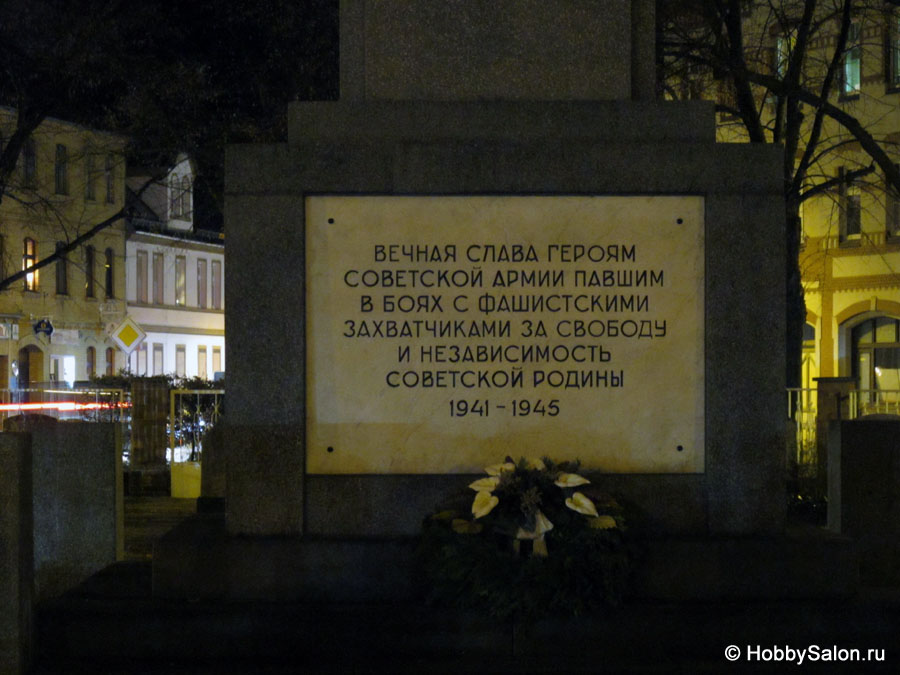 ВЕЧНАЯ СЛАВА ГЕРОЯМ
СОВЕТСКОЙ АРМИИ ПАВШИМ
В БОЯХ С ФАШИСТСКИМИ
ЗАХВАТЧИКАМИ ЗА СВОБОДУ
И НЕЗАВИСИМОСТЬ
СОВЕТСКОЙ РОДИНЫ
1941 - 1945
© HobbySalon.ru